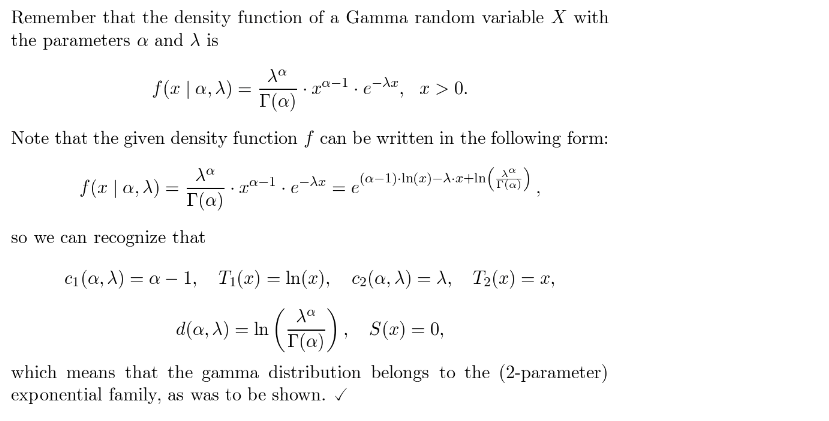 Remember that the density function of a Gamma random variable X with
the parameters α and λ is
f(x | α, λ) = λ^α / Γ(α) · x^{α−1} · e^{−λx}, x > 0.
Note that the given density function f can be written in the following form:
f(x | α, λ) = λ^α / Γ(α) · x^{α−1} · e^{−λx} = e^{(α−1)·ln(x)−λ·x+ln(λ^α / Γ(α))},
so we can recognize that
c₁(α, λ) = α − 1, T₁(x) = ln(x), c₂(α, λ) = λ, T₂(x) = x,
d(α, λ) = ln(λ^α / Γ(α)), S(x) = 0,
which means that the gamma distribution belongs to the (2-parameter)
exponential family, as was to be shown. ✓